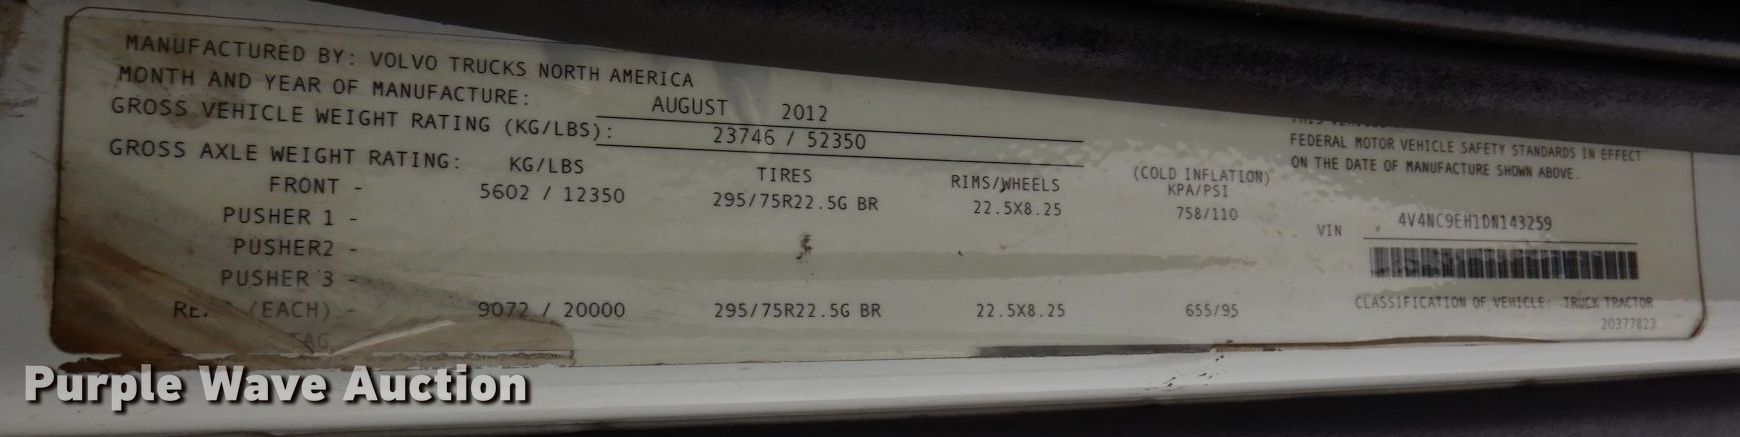 MANUFACTURED BY: VOLVO TRUCKS NORTH AMERICA
MONTH AND YEAR OF MANUFACTURE: AUGUST 2012
GROSS VEHICLE WEIGHT RATING (KG/LBS): 23746 / 52350
GROSS AXLE WEIGHT RATING: KG/LBS TIRES RIMS/WHEELS (COLD INFLATION) KPA/PSI
FRONT - 5602 / 12350 295/75R22.5G BR 22.5X8.25 758/110
PUSHER 1 -
PUSHER2 -
PUSHER 3 -
(EACH) - 9072 / 20000 295/75R22.5G BR 22.5X8.25 655/95
TAG
FEDERAL MOTOR VEHICLE SAFETY STANDARDS IN EFFECT
ON THE DATE OF MANUFACTURE SHOWN ABOVE.
VIN 4V4NC9EH1DN143259
CLASSIFICATION OF VEHICLE: TRUCK TRACTOR
20377823
Purple Wave Auction